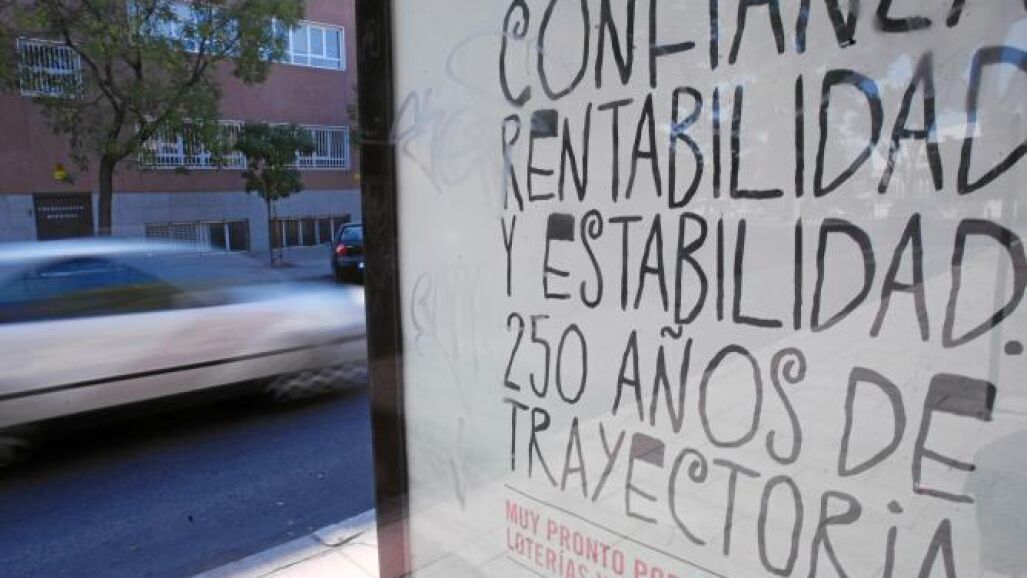 CONFIANZA
RENTABILIDAD
Y ESTABILIDAD.
250 AÑOS DE
TRAYECTORIA
MUY PRONTO
LOTERÍAS